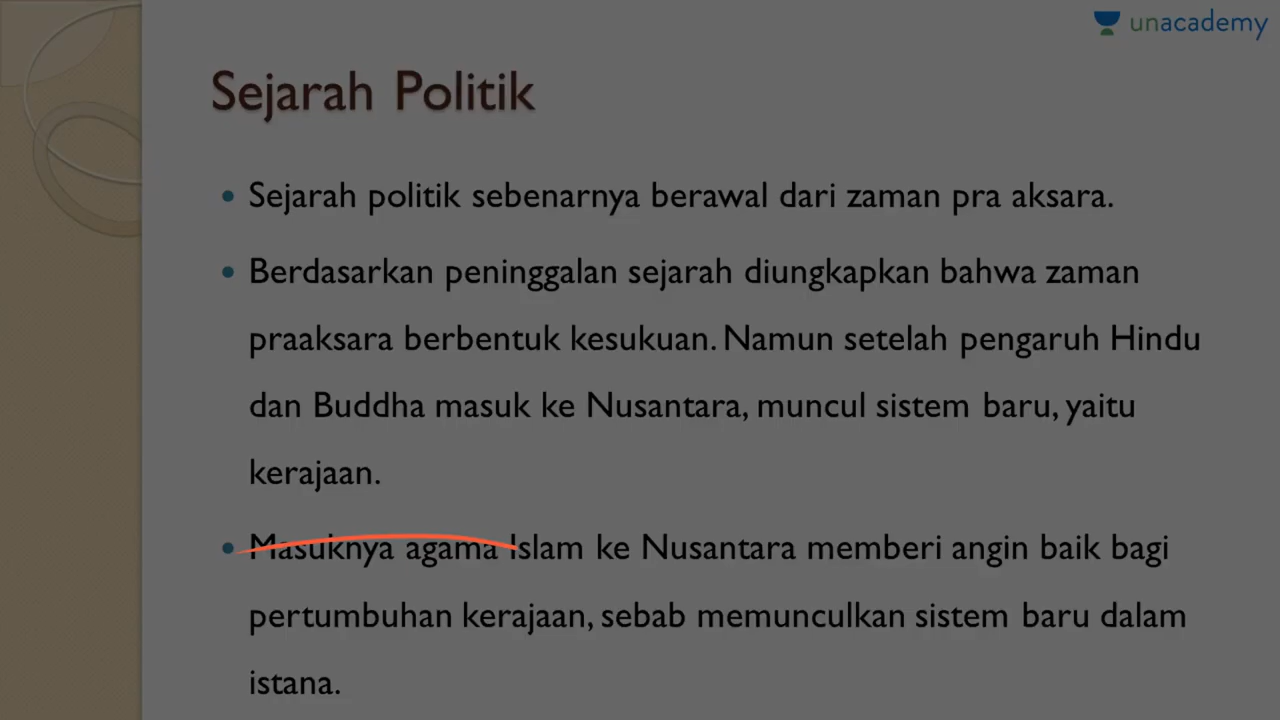 unacademy
Sejarah Politik
Sejarah politik sebenarnya berawal dari zaman pra aksara.
Berdasarkan peninggalan sejarah diungkapkan bahwa zaman
praaksara berbentuk kesukuan. Namun setelah pengaruh Hindu
dan Buddha masuk ke Nusantara, muncul sistem baru, yaitu
kerajaan.
Masuknya agama Islam ke Nusantara memberi angin baik bagi
pertumbuhan kerajaan, sebab memunculkan sistem baru dalam
istana.